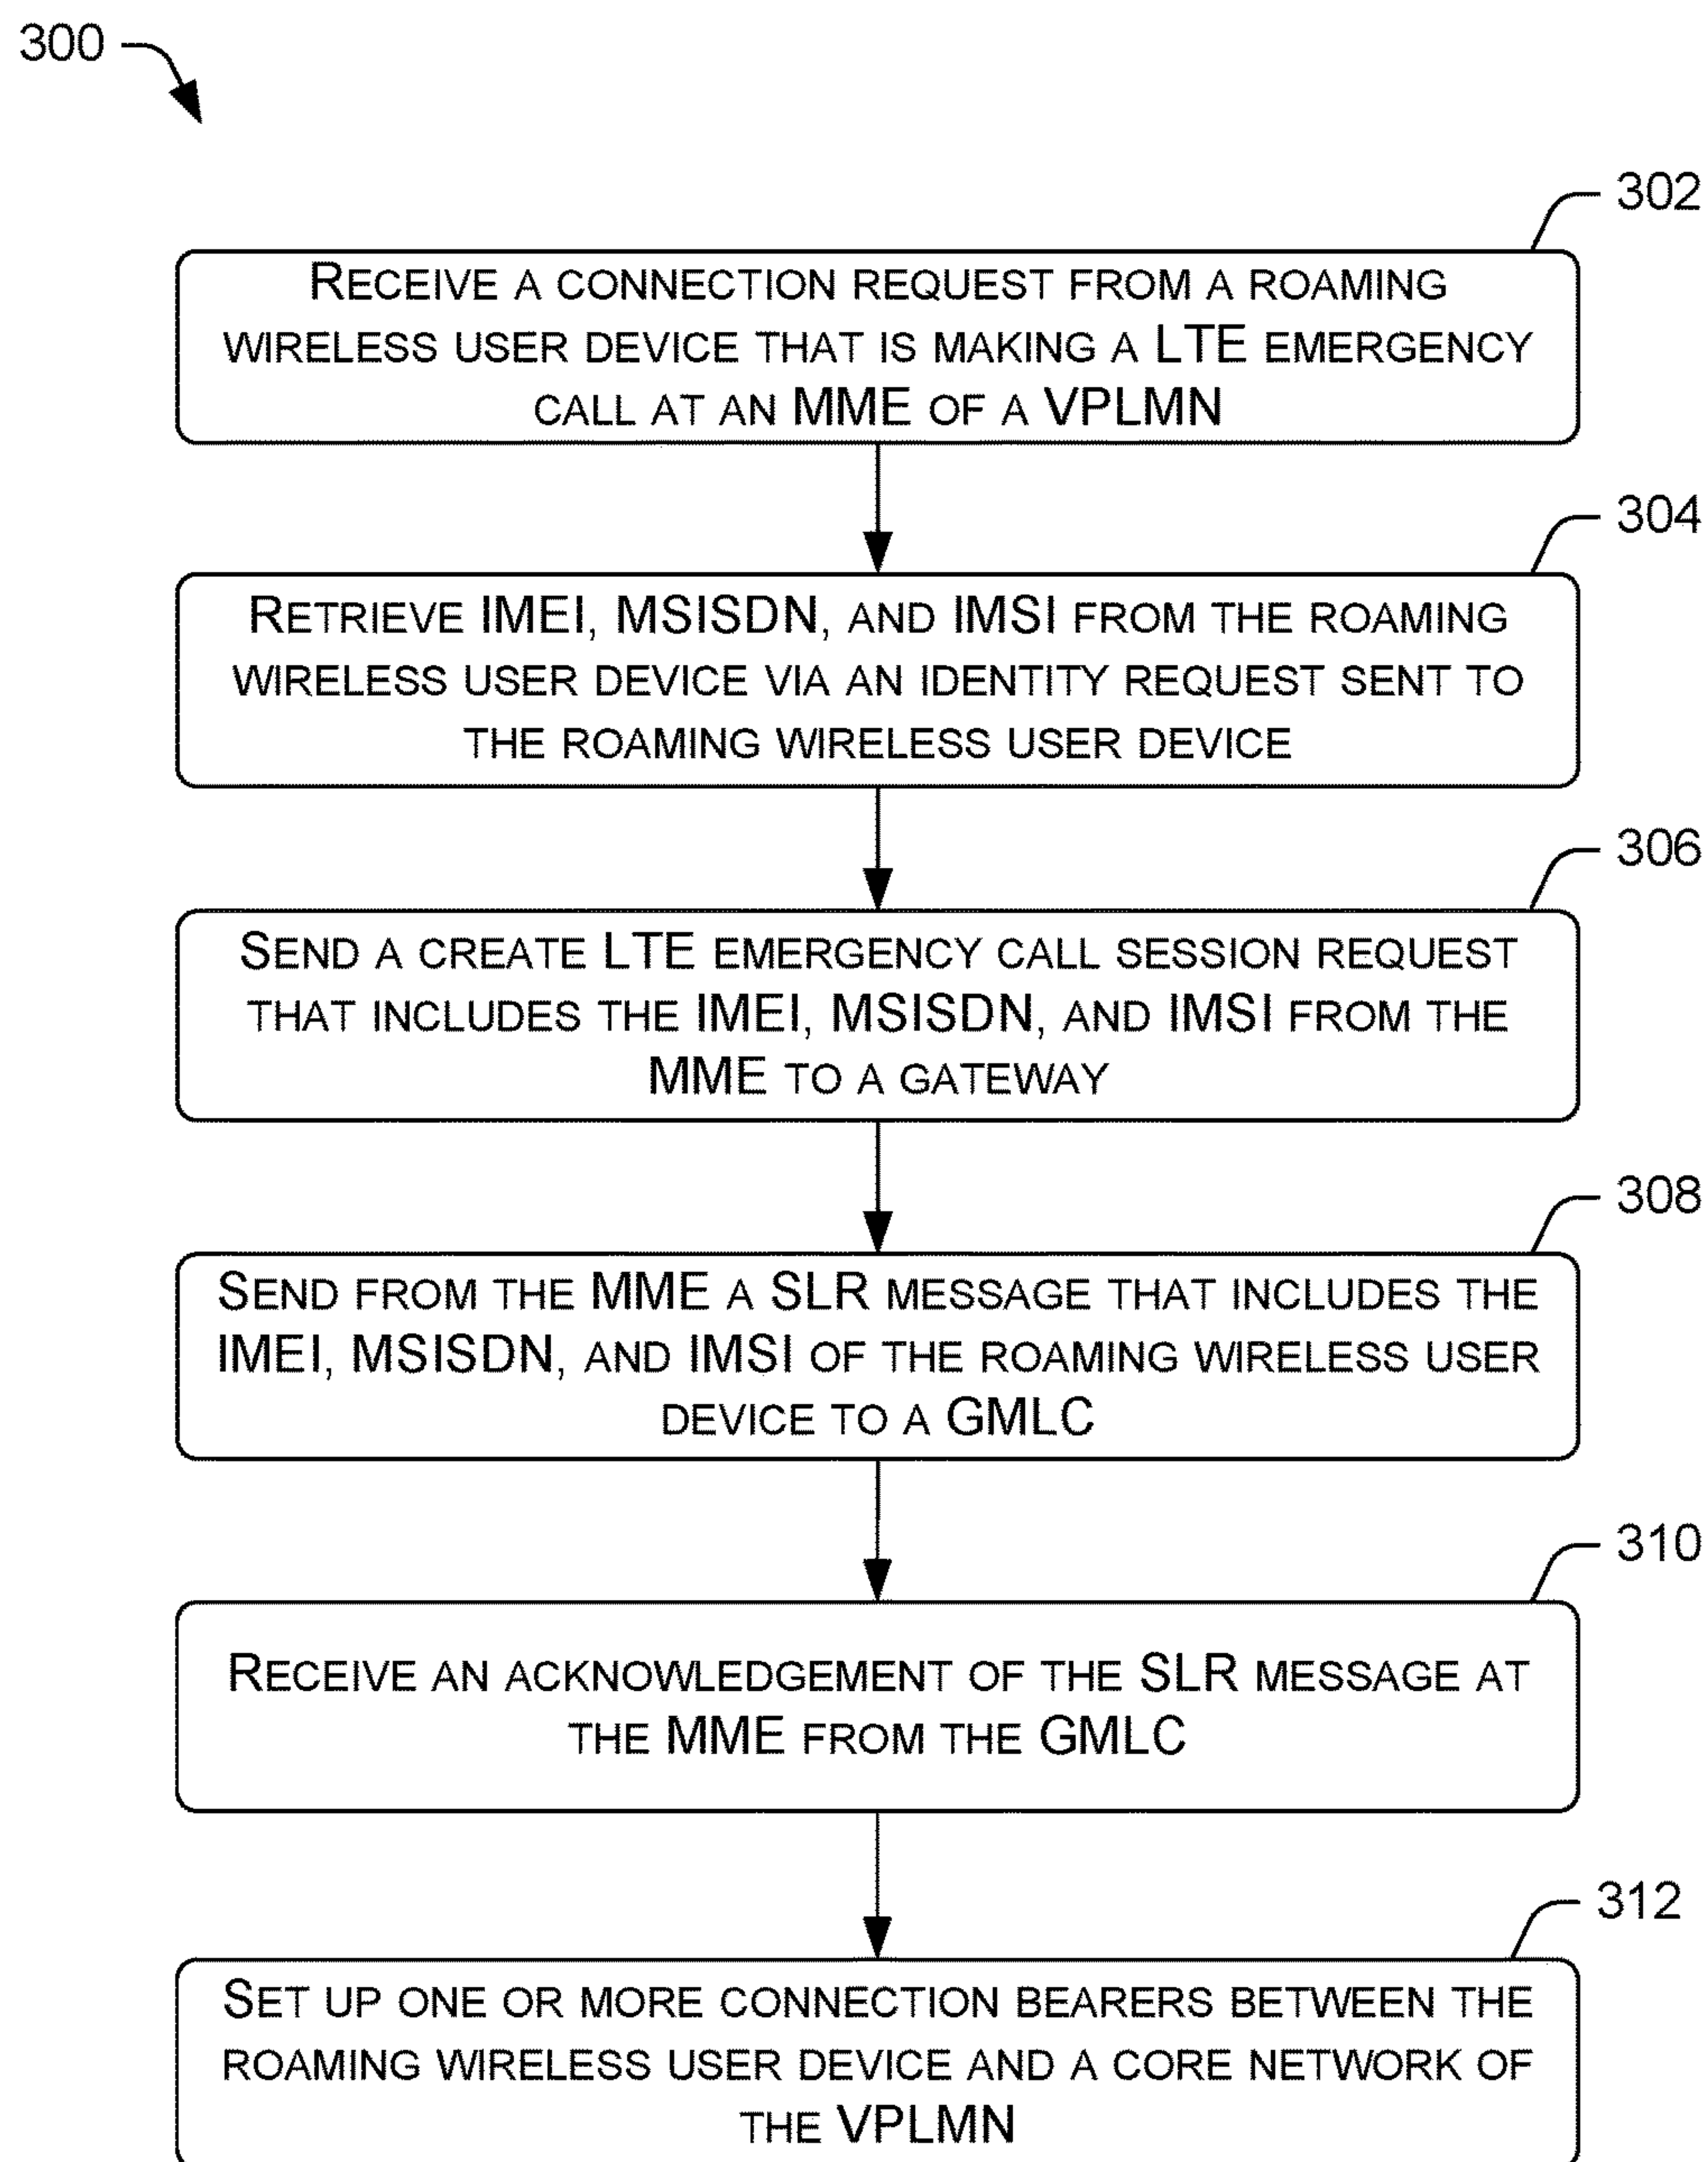 300
302
RECEIVE A CONNECTION REQUEST FROM A ROAMING
WIRELESS USER DEVICE THAT IS MAKING A LTE EMERGENCY
CALL AT AN MME OF A VPLMN
304
RETRIEVE IMEI, MSISDN, AND IMSI FROM THE ROAMING
WIRELESS USER DEVICE VIA AN IDENTITY REQUEST SENT TO
THE ROAMING WIRELESS USER DEVICE
306
SEND A CREATE LTE EMERGENCY CALL SESSION REQUEST
THAT INCLUDES THE IMEI, MSISDN, AND IMSI FROM THE
MME TO A GATEWAY
308
SEND FROM THE MME A SLR MESSAGE THAT INCLUDES THE
IMEI, MSISDN, AND IMSI OF THE ROAMING WIRELESS USER
DEVICE TO A GMLC
310
RECEIVE AN ACKNOWLEDGEMENT OF THE SLR MESSAGE AT
THE MME FROM THE GMLC
312
SET UP ONE OR MORE CONNECTION BEARERS BETWEEN THE
ROAMING WIRELESS USER DEVICE AND A CORE NETWORK OF
THE VPLMN